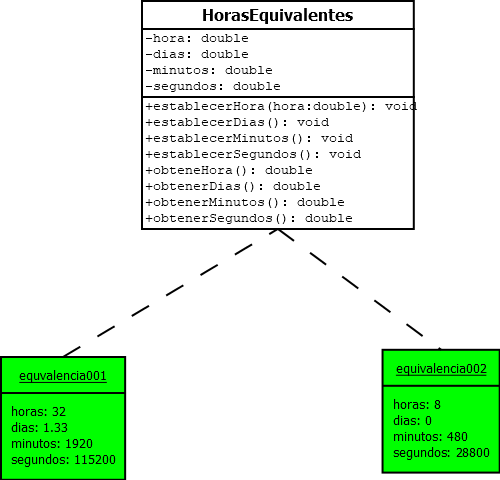 HorasEquivalentes
-hora: double
-dias: double
-minutos: double
-segundos: double
+establecerHora(hora:double): void
+establecerDias(): void
+establecerMinutos(): void
+establecerSegundos(): void
+obteneHora(): double
+obtenerDias(): double
+obtenerMinutos(): double
+obtenerSegundos(): double
equvalencia001
horas: 32
dias: 1.33
minutos: 1920
segundos: 115200
equivalencia002
horas: 8
dias: 0
minutos: 480
segundos: 28800